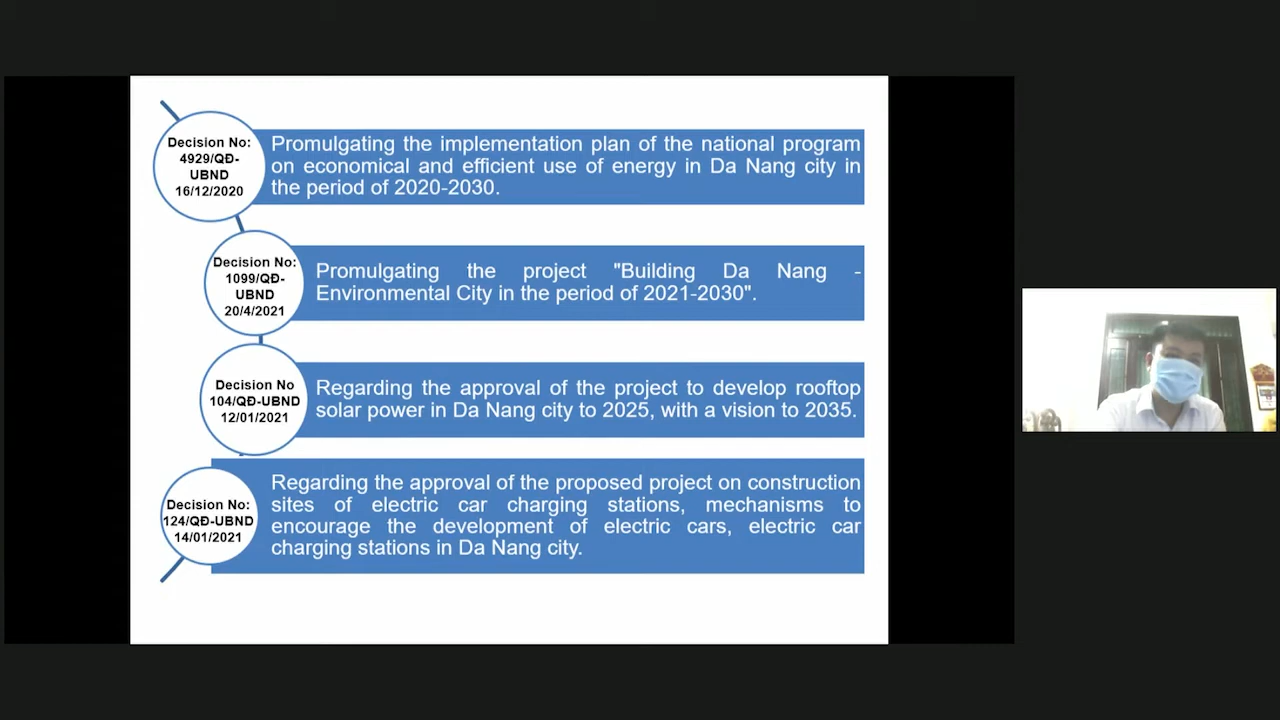 Decision No:
4929/QĐ-
UBND
16/12/2020
Promulgating the implementation plan of the national program
on economical and efficient use of energy in Da Nang city in
the period of 2020-2030.
Decision No:
1099/QĐ-
UBND
20/4/2021
Promulgating the project "Building Da Nang -
Environmental City in the period of 2021-2030".
Decision No
104/QĐ-UBND
12/01/2021
Regarding the approval of the project to develop rooftop
solar power in Da Nang city to 2025, with a vision to 2035.
Decision No:
124/QĐ-UBND
14/01/2021
Regarding the approval of the proposed project on construction
sites of electric car charging stations, mechanisms to
encourage the development of electric cars, electric car
charging stations in Da Nang city.